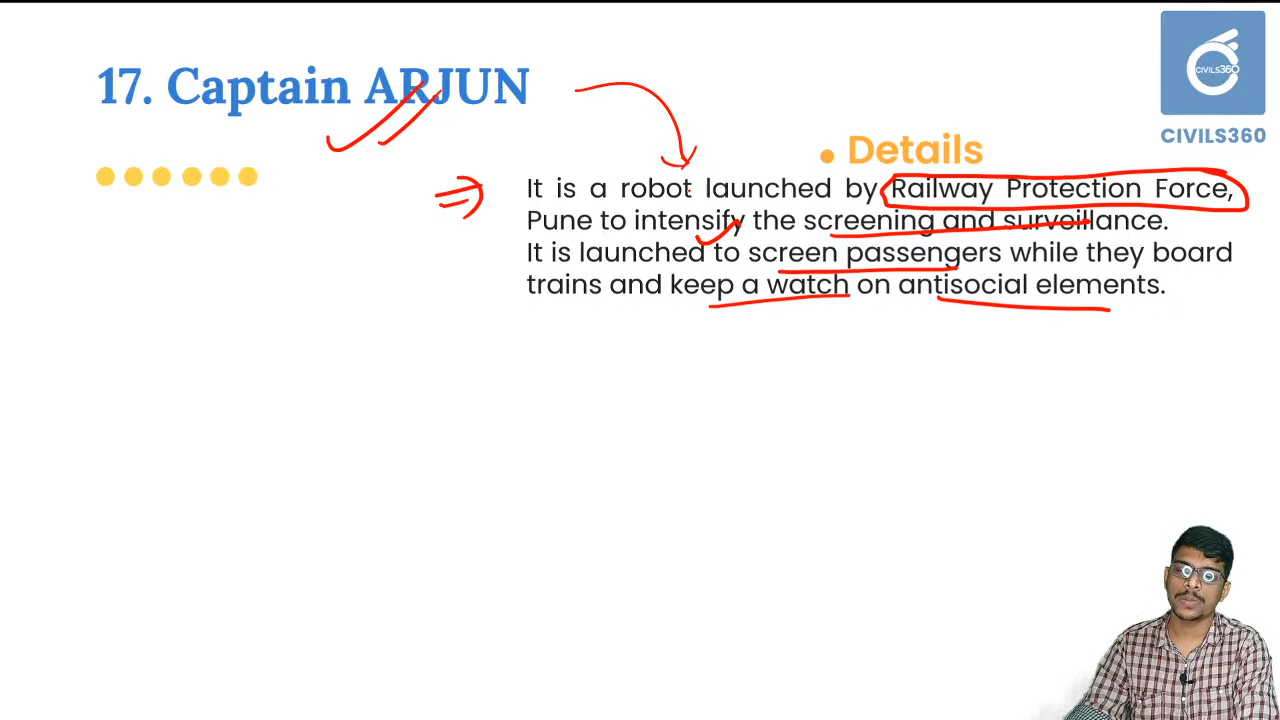 17. Captain ARJUN
CIVILS360
CIVILS360
• Details
It is a robot launched by Railway Protection Force,
Pune to intensify the screening and surveillance.
It is launched to screen passengers while they board
trains and keep a watch on antisocial elements.